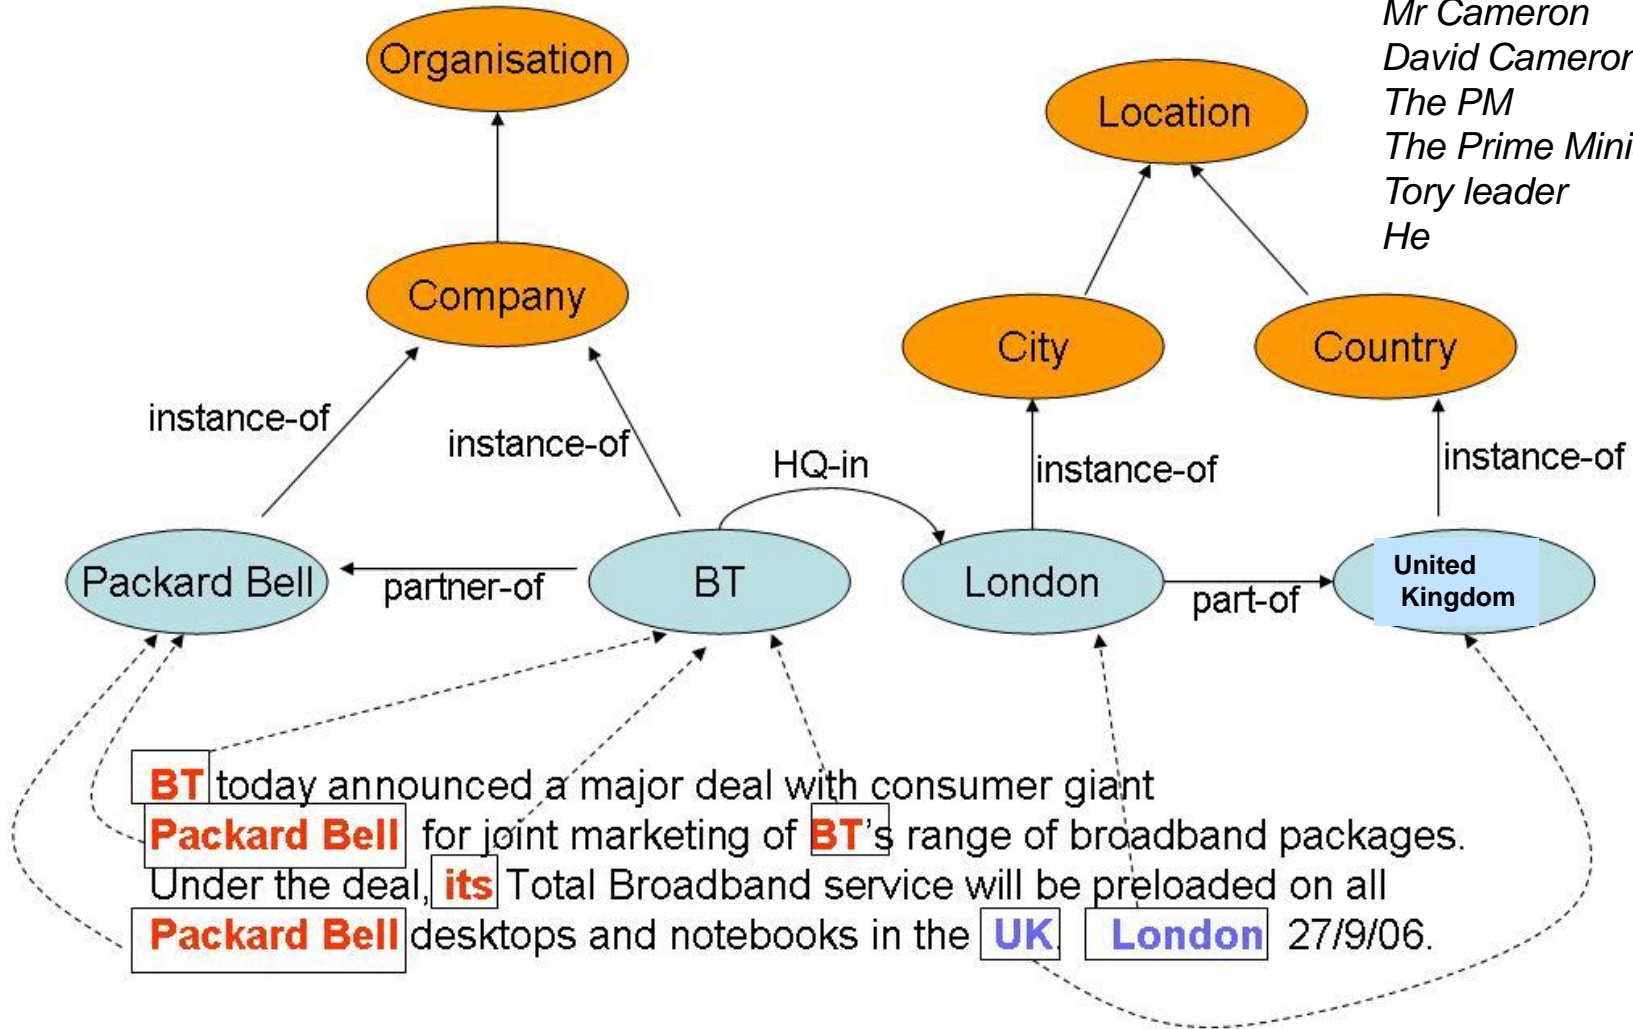 Mr Cameron
David Cameron
The PM
The Prime Mini
Tory leader
He
Organisation
Location
Company
City
Country
instance-of
instance-of
HQ-in
instance-of
instance-of
Packard Bell
partner-of
BT
London
part-of
United
Kingdom
BT today announced a major deal with consumer giant
Packard Bell for joint marketing of BT's range of broadband packages.
Under the deal, its Total Broadband service will be preloaded on all
Packard Bell desktops and notebooks in the UK. London 27/9/06.